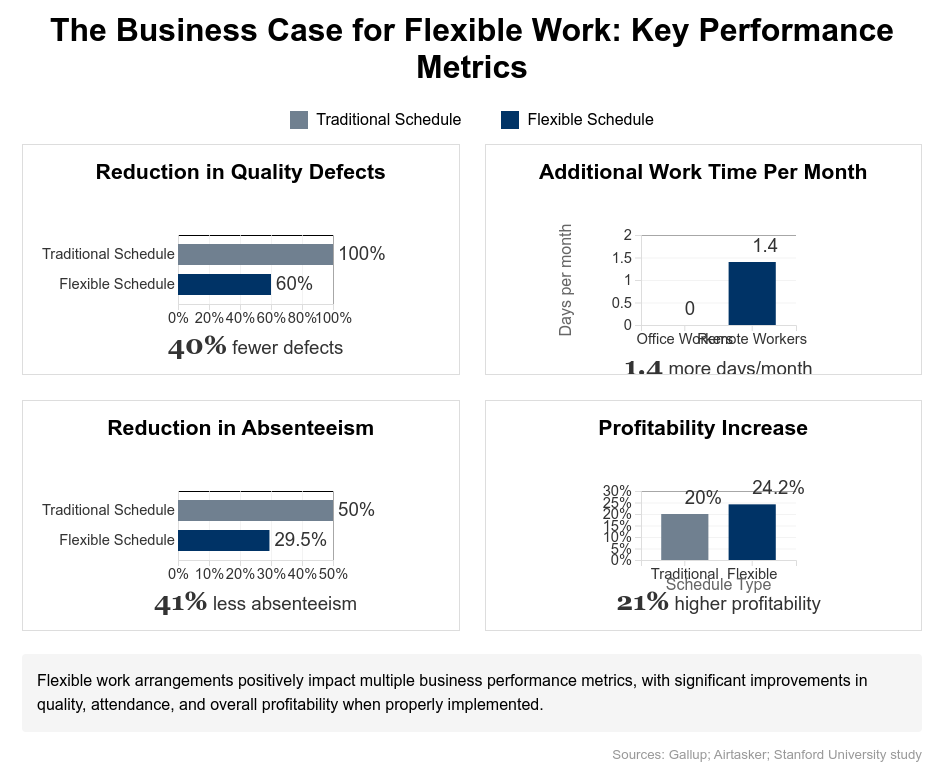 The Business Case for Flexible Work: Key Performance
Metrics
Traditional Schedule Flexible Schedule
Reduction in Quality Defects
Traditional Schedule 100%
Flexible Schedule 60%
0% 20% 40% 60% 80% 100%
40% fewer defects
Additional Work Time Per Month
Days per month
2
1.5
1
0.5
0
0
1.4
Office Workers Remote Workers
1.4 more days/month
Reduction in Absenteeism
Traditional Schedule 50%
Flexible Schedule 29.5%
0% 10% 20% 30% 40% 50%
41% less absenteeism
Profitability Increase
30%
25%
20%
15%
10%
5%
0%
20%
24.2%
Traditional Flexible
Schedule Type
21% higher profitability
Flexible work arrangements positively impact multiple business performance metrics, with significant improvements in
quality, attendance, and overall profitability when properly implemented.
Sources: Gallup; Airtasker; Stanford University study